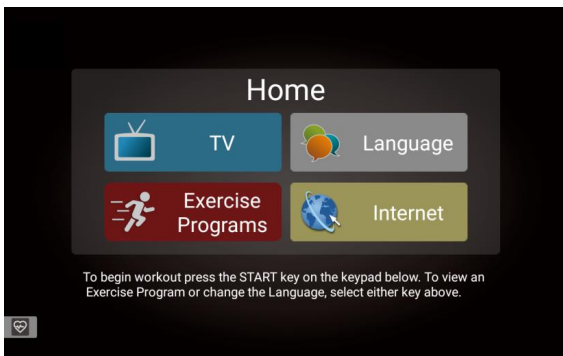 Home
TV
Language
Exercise
Programs
Internet
To begin workout press the START key on the keypad below. To view an
Exercise Program or change the Language, select either key above.